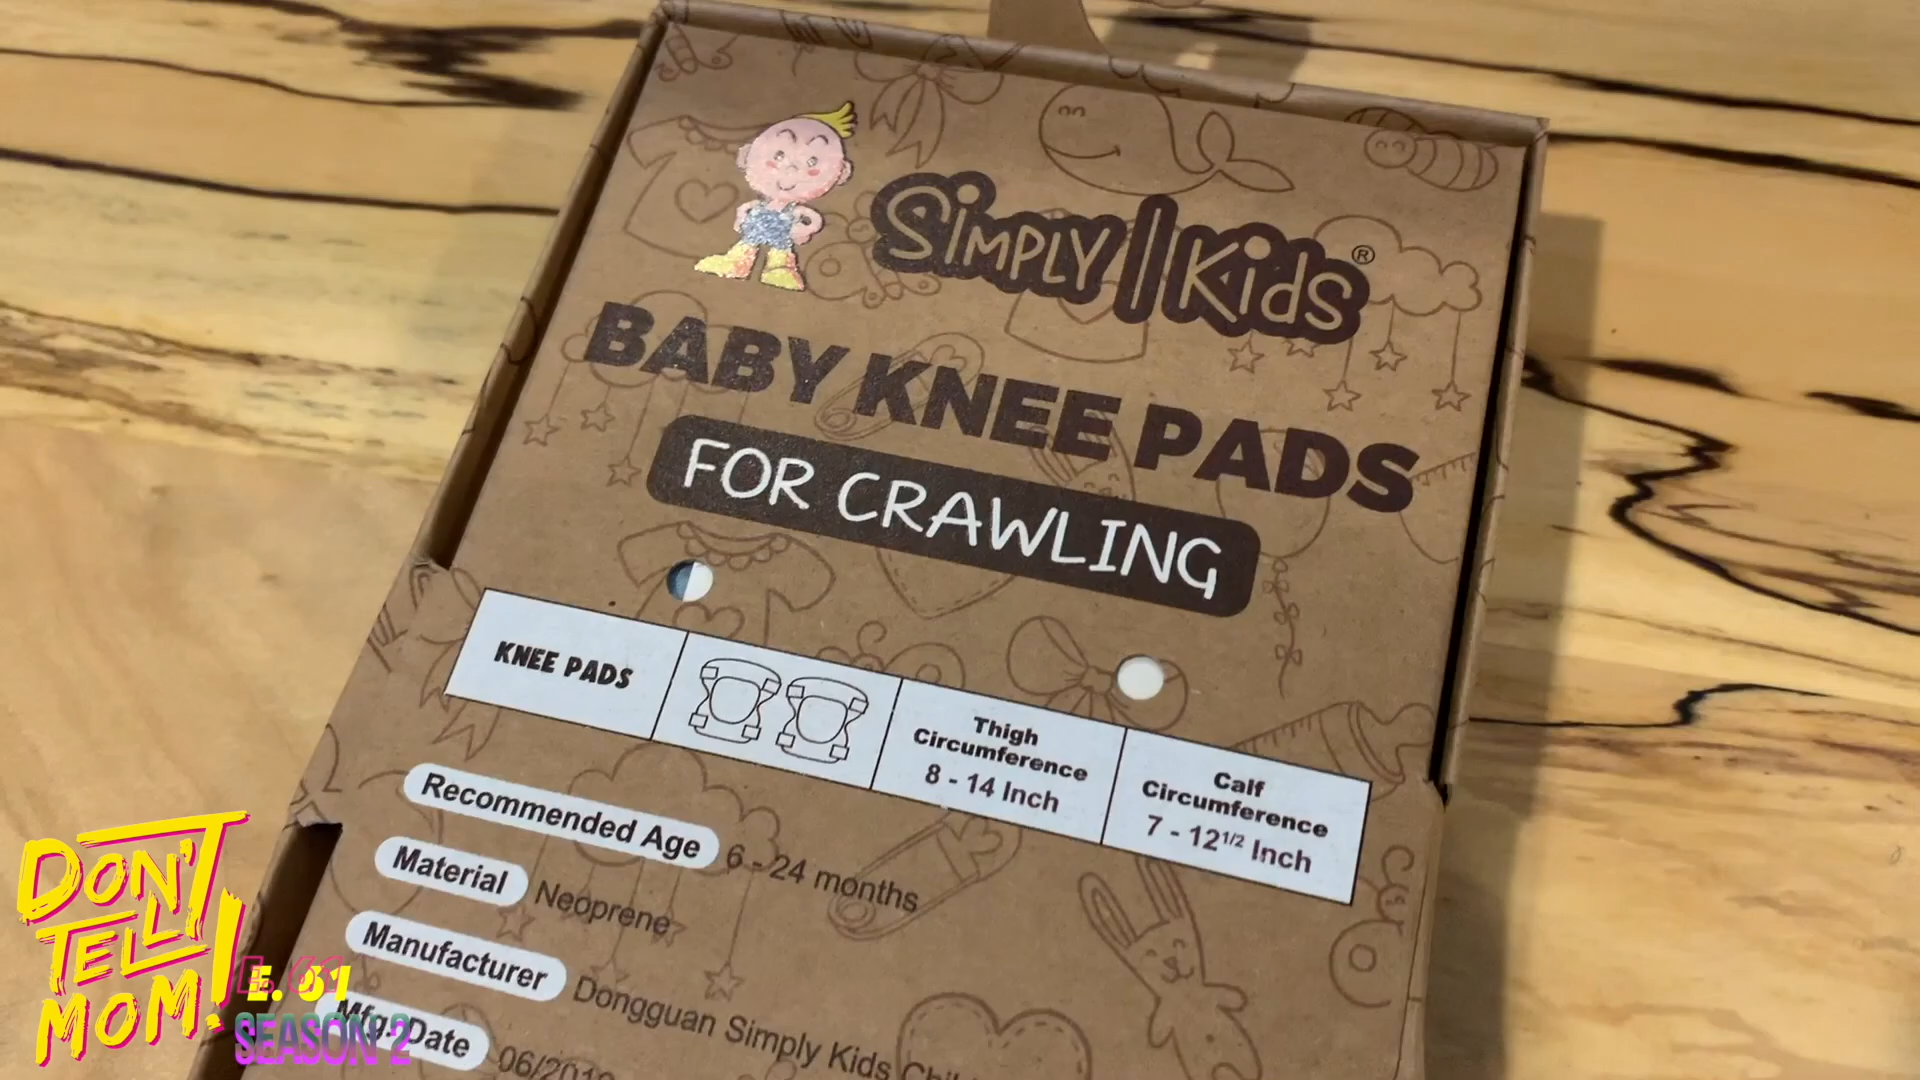 Simply | Kids®
BABY KNEE PADS
FOR CRAWLING
KNEE PADS
Thigh
Circumference
8 - 14 Inch
Calf
Circumference
7 - 12 1/2 Inch
Recommended Age 6 - 24 months
Material Neoprene
Manufacturer Dongguan Simply Kids
Mfg. Date
DON'T
TELL
MOM!
E. 61
SEASON 2